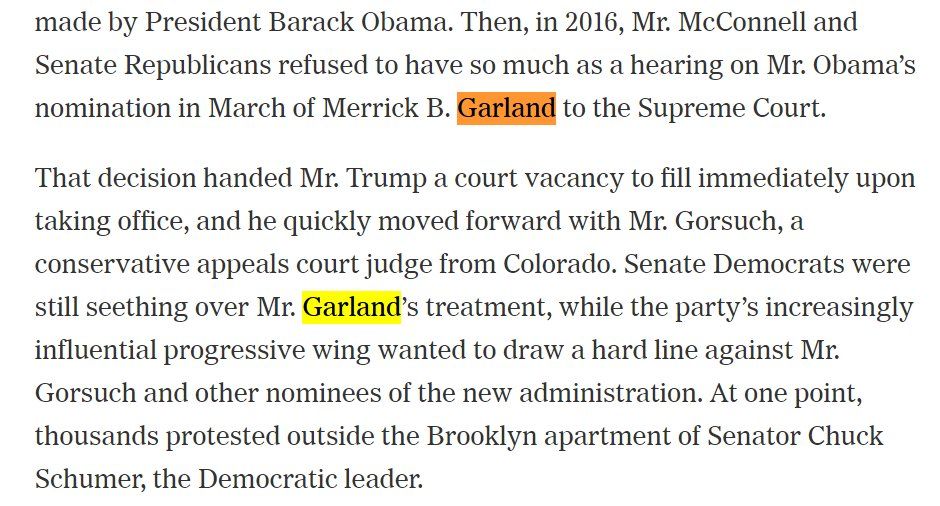 made by President Barack Obama. Then, in 2016, Mr. McConnell and
Senate Republicans refused to have so much as a hearing on Mr. Obama’s
nomination in March of Merrick B. Garland to the Supreme Court.
That decision handed Mr. Trump a court vacancy to fill immediately upon
taking office, and he quickly moved forward with Mr. Gorsuch, a
conservative appeals court judge from Colorado. Senate Democrats were
still seething over Mr. Garland’s treatment, while the party’s increasingly
influential progressive wing wanted to draw a hard line against Mr.
Gorsuch and other nominees of the new administration. At one point,
thousands protested outside the Brooklyn apartment of Senator Chuck
Schumer, the Democratic leader.